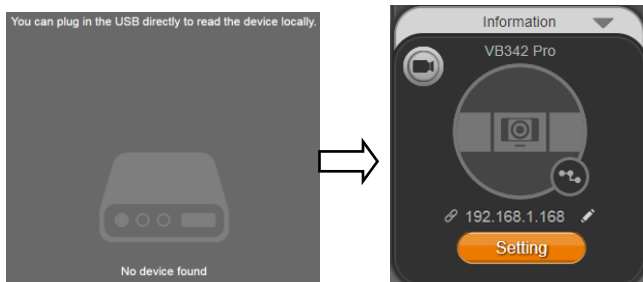 You can plug in the USB directly to read the device locally.
No device found
Information
VB342 Pro
192.168.1.168
Setting